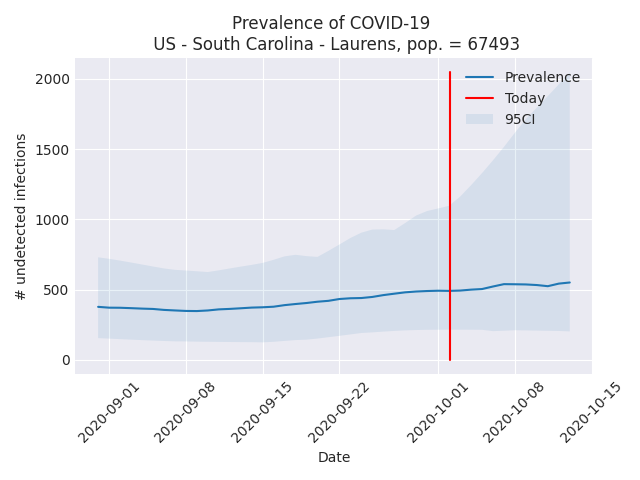 Prevalence of COVID-19
US - South Carolina - Laurens, pop. = 67493
Prevalence
Today
95CI
2000
1500
1000
500
0
# undetected infections
2020-09-01
2020-09-08
2020-09-15
2020-09-22
2020-10-01
2020-10-08
2020-10-15
Date